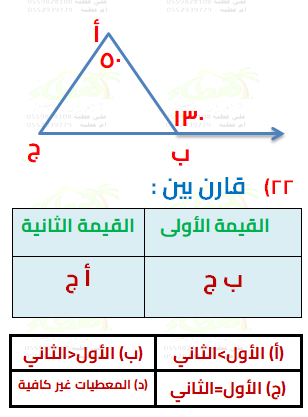 أ
٥٠
١٣٠
ج
ب
٢٢) قارن بين :
القيمة الأولى القيمة الثانية
ب ج أ ج
(أ) الأول>الثاني (ب) الأول<الثاني
(ج) الأول=الثاني (د) المعطيات غير كافية